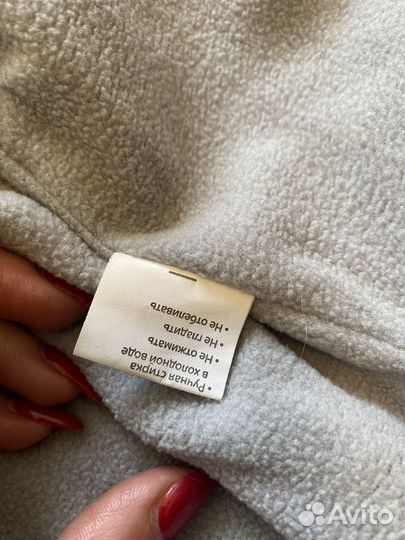 • Ручная стирка
в холодной воде
• Не отжимать
• Не гладить
• Не отбеливать
Avito